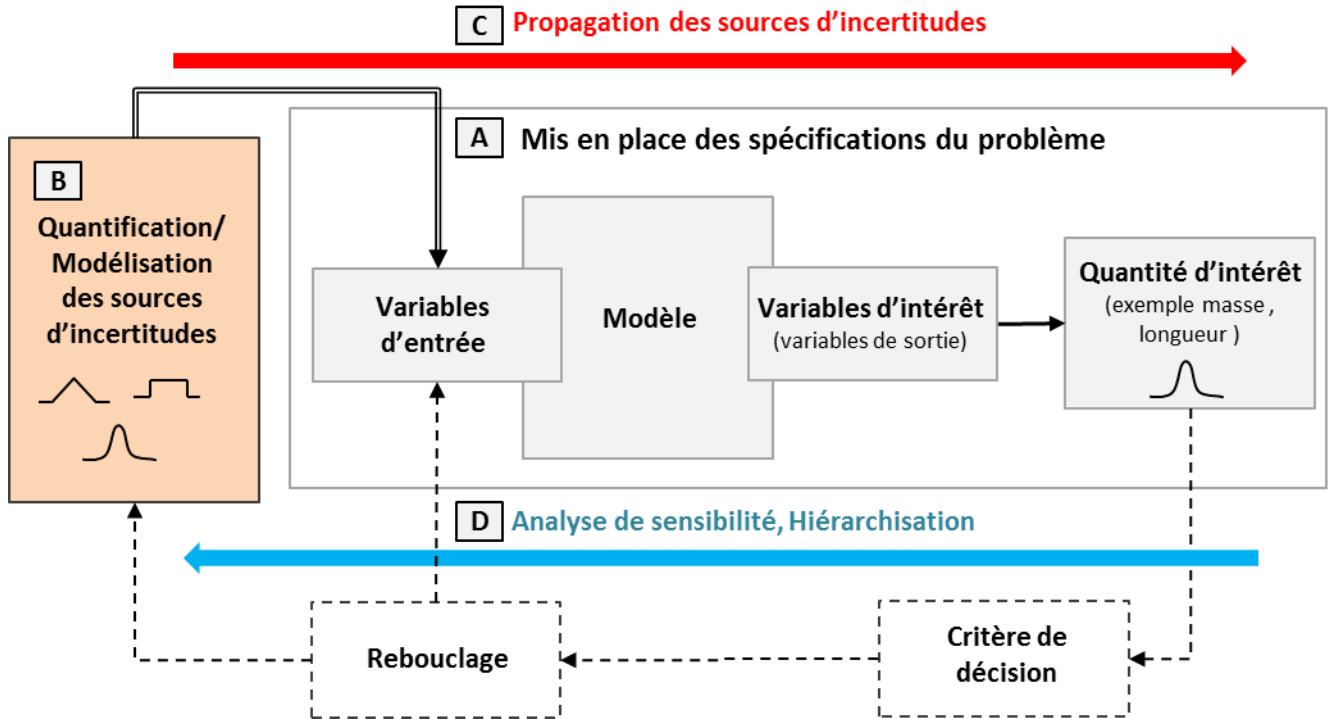 C Propagation des sources d'incertitudes
A Mis en place des spécifications du problème
B
Quantification/
Modélisation
des sources
d'incertitudes
Variables
d'entrée
Modèle
Variables d'intérêt
(variables de sortie)
Quantité d'intérêt
(exemple masse ,
longueur )
D Analyse de sensibilité, Hiérarchisation
Rebouclage
Critère de
décision